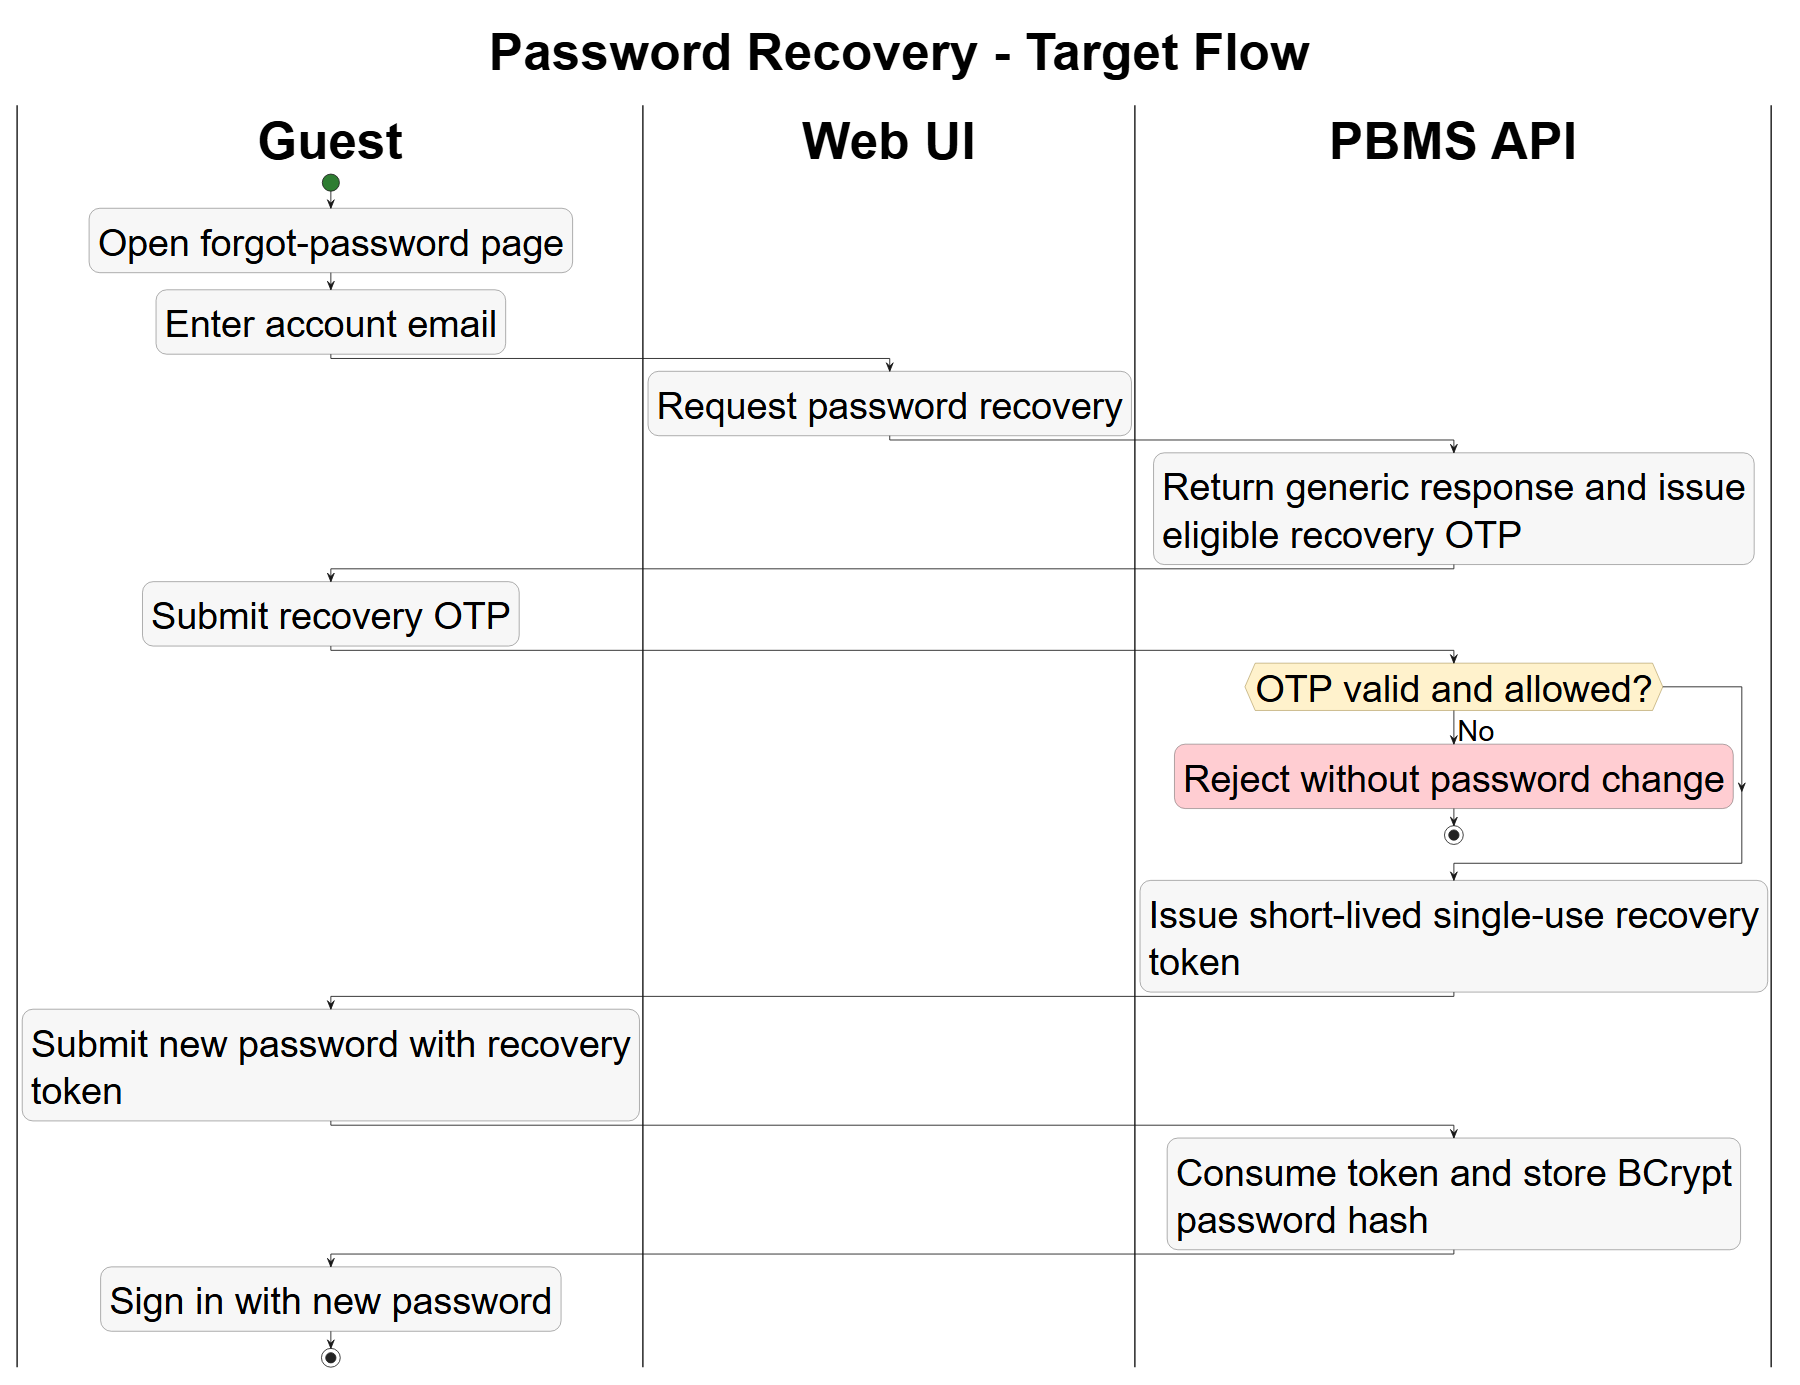 Password Recovery - Target Flow
Guest
Web UI
PBMS API
Open forgot-password page
Enter account email
Request password recovery
Return generic response and issue
eligible recovery OTP
Submit recovery OTP
OTP valid and allowed?
No
Reject without password change
Issue short-lived single-use recovery
token
Submit new password with recovery
token
Consume token and store BCrypt
password hash
Sign in with new password